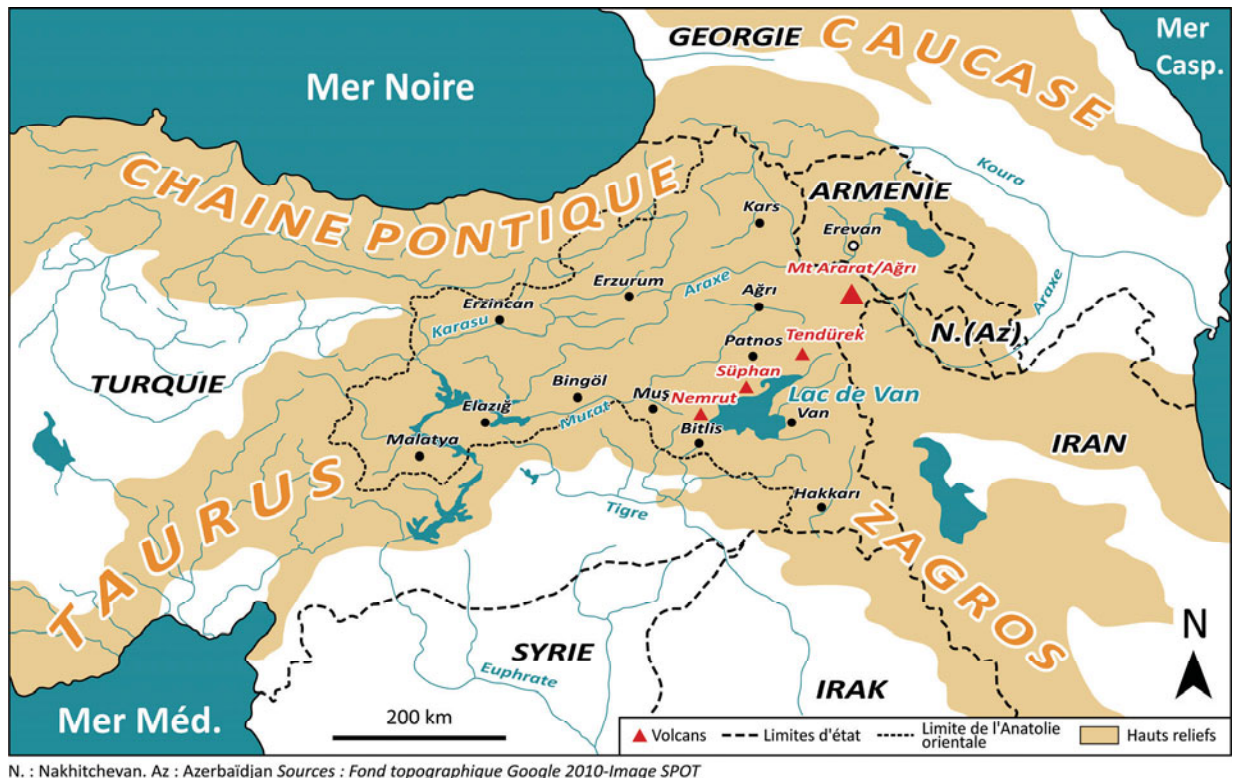 Mer Noire
GEORGIE
CAUCASE
Mer
Casp.
CHAINE PONTIQUE
Koura
ARMENIE
Kars
Erevan
Mt Ararat/Ağrı
Erzurum
Araxe
Ağrı
Araxe
Erzincan
Karasu
N.(Az)
Tendürek
Patnos
TURQUIE
Süphan
Bingöl
Muş
Nemrut
Lac de Van
Elazığ
Murat
Van
Bitlis
IRAN
Malatya
TAURUS
Hakkarı
Tigre
ZAGROS
N
SYRIE
Euphrate
IRAK
Mer Méd.
200 km
Volcans
Limites d'état
Limite de l'Anatolie
orientale
Hauts reliefs
N. : Nakhitchevan. Az : Azerbaïdjan Sources : Fond topographique Google 2010-Image SPOT